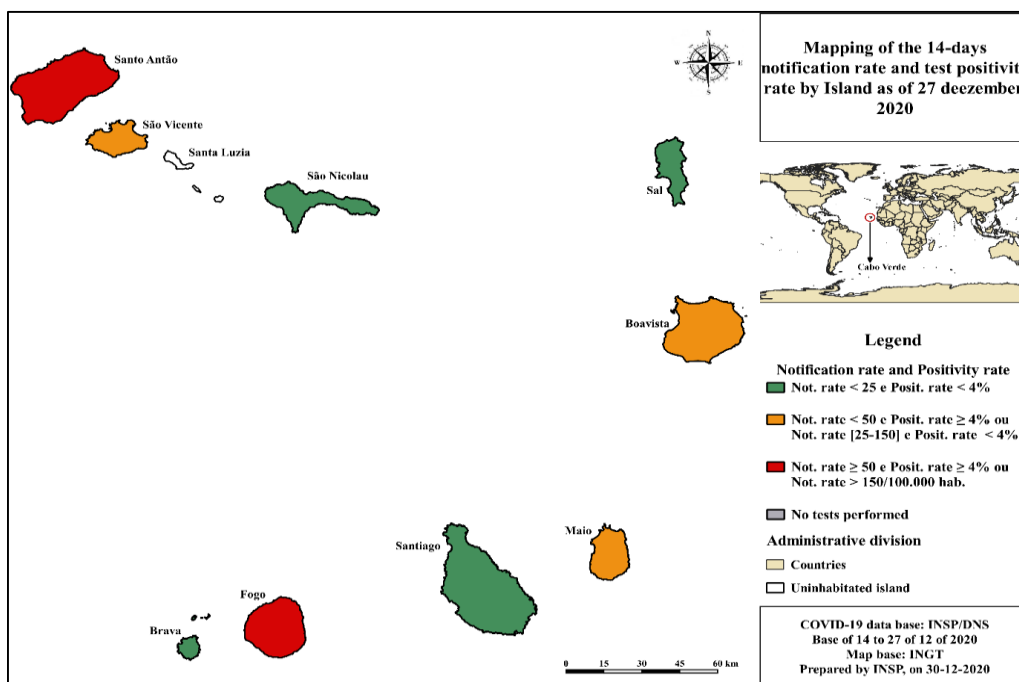 Mapping of the 14-days
notification rate and test positivit
rate by Island as of 27 deezember
2020
N
W
E
S
Santo Antão
São Vicente
Santa Luzia
São Nicolau
Sal
Boavista
Cabo Verde
Santiago
Maio
Fogo
Brava
Legend
Notification rate and Positivity rate
Not. rate < 25 e Posit. rate < 4%
Not. rate < 50 e Posit. rate ≥ 4% ou
Not. rate [25-150] e Posit. rate < 4%
Not. rate ≥ 50 e Posit. rate ≥ 4% ou
Not. rate > 150/100.000 hab.
No tests performed
Administrative division
Countries
Uninhabitated island
0 15 30 45 60 km
COVID-19 data base: INSP/DNS
Base of 14 to 27 of 12 of 2020
Map base: INGT
Prepared by INSP, on 30-12-2020